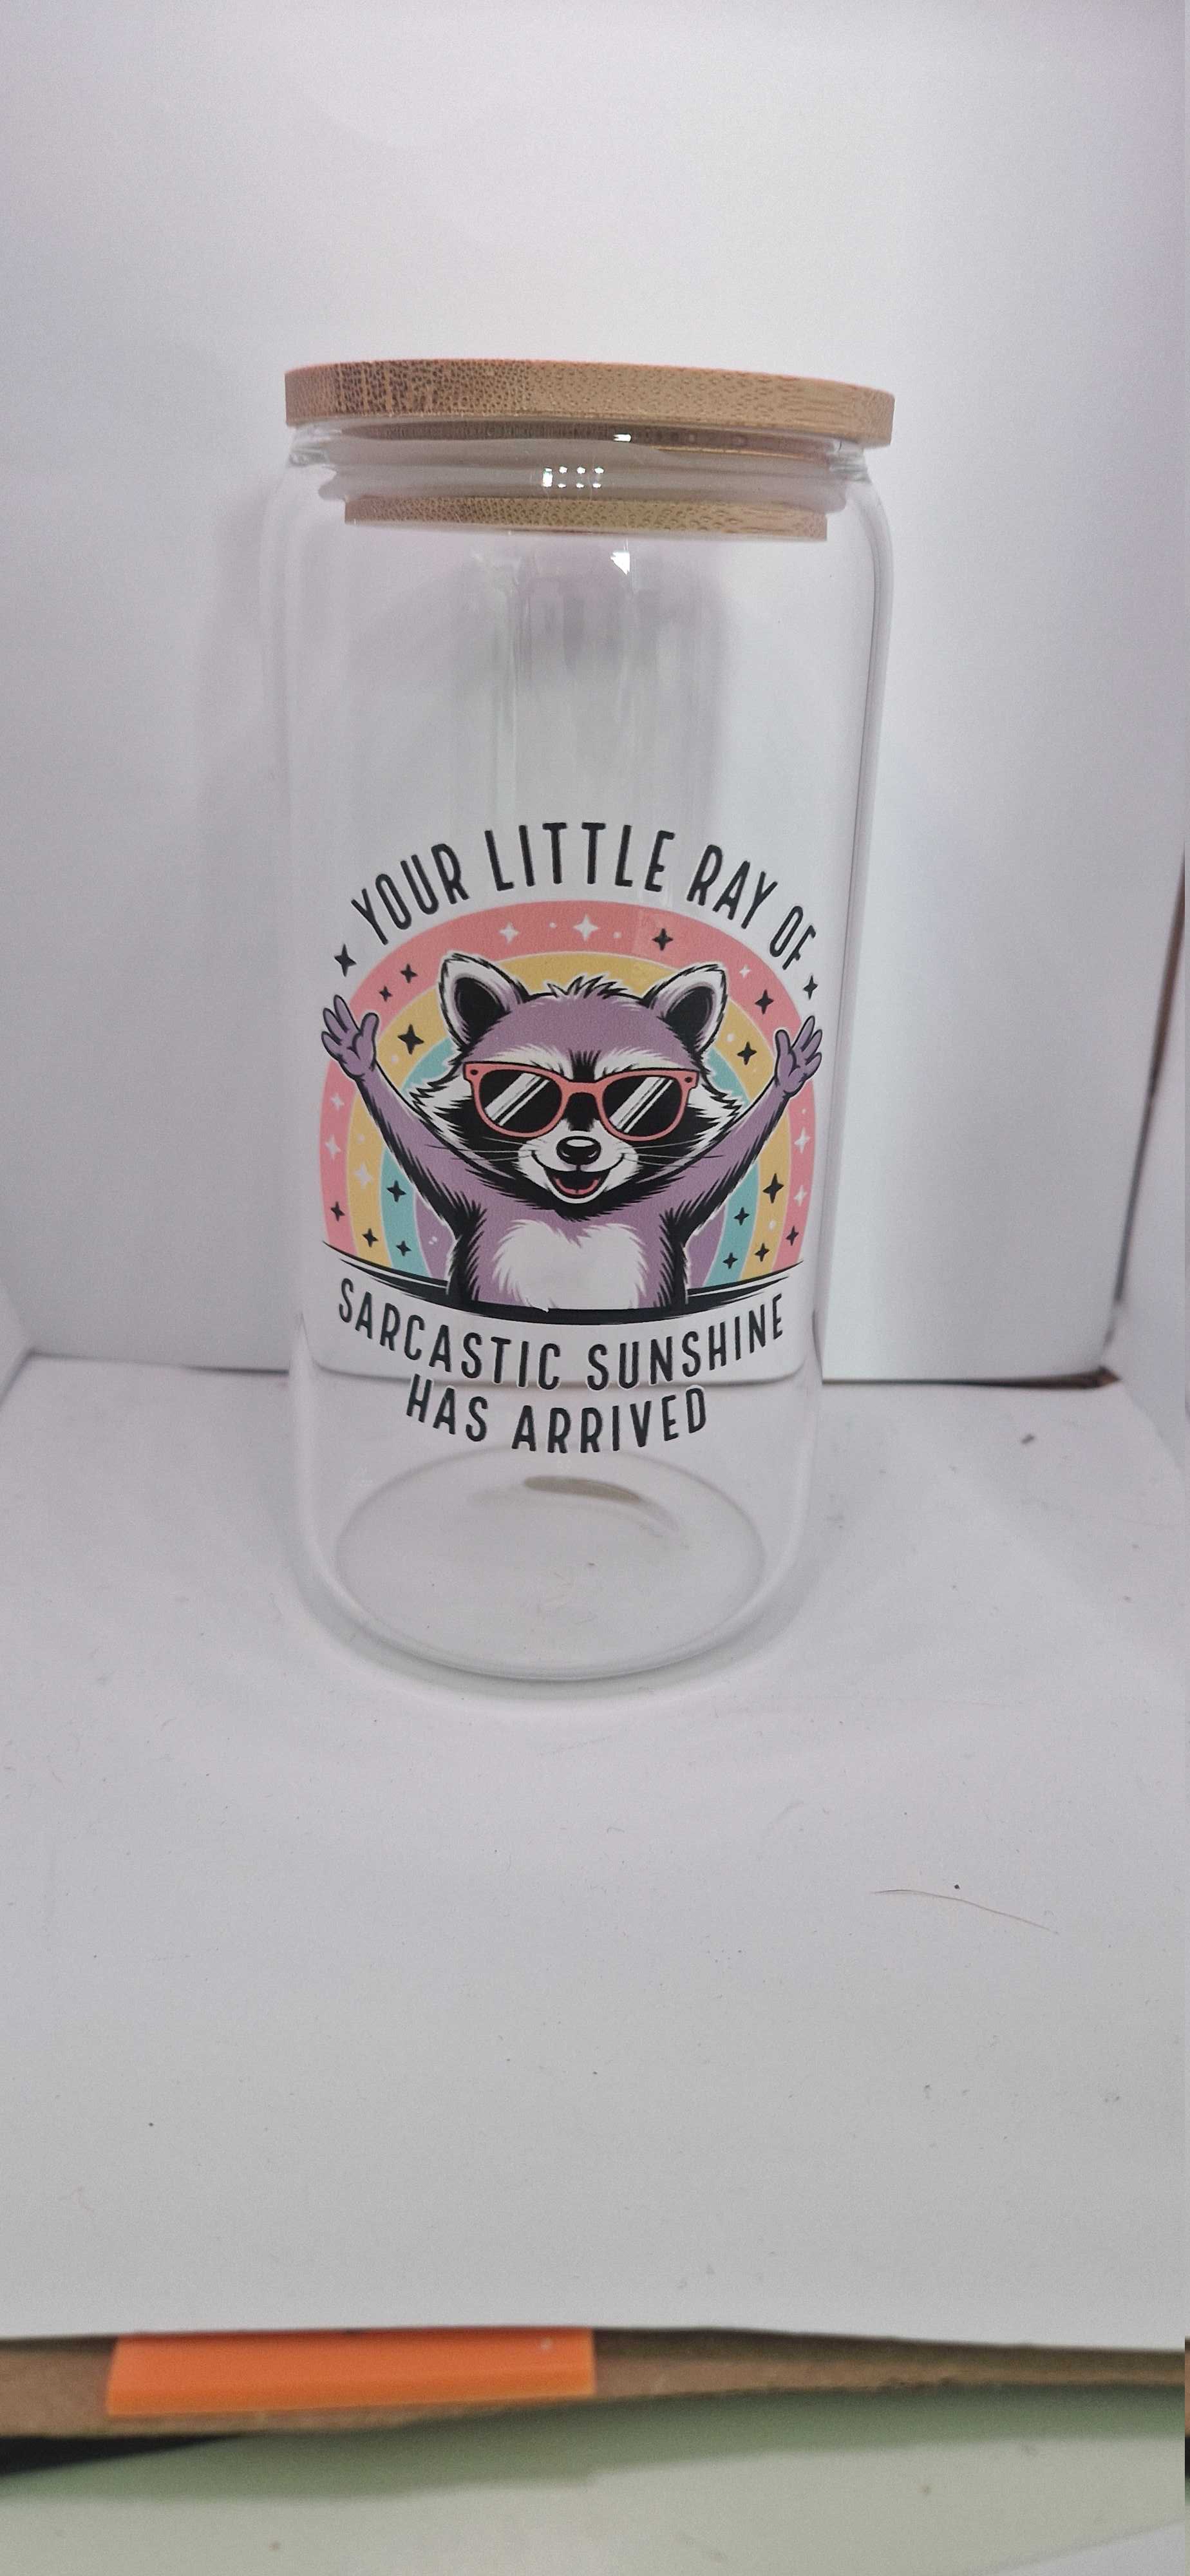 YOUR LITTLE RAY OF
SARCASTIC SUNSHINE
HAS ARRIVED